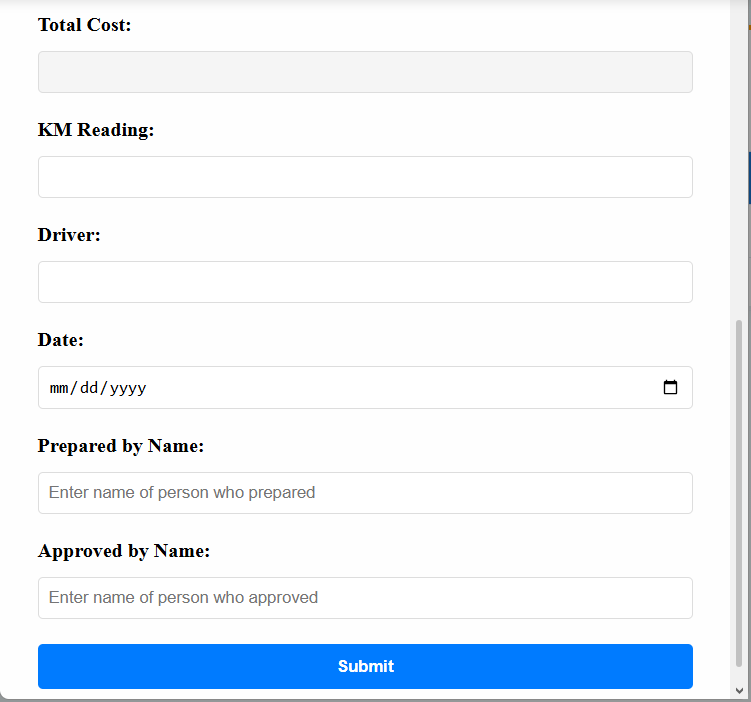 Total Cost:
KM Reading:
Driver:
Date:
mm/dd/yyyy
Prepared by Name:
Enter name of person who prepared
Approved by Name:
Enter name of person who approved
Submit